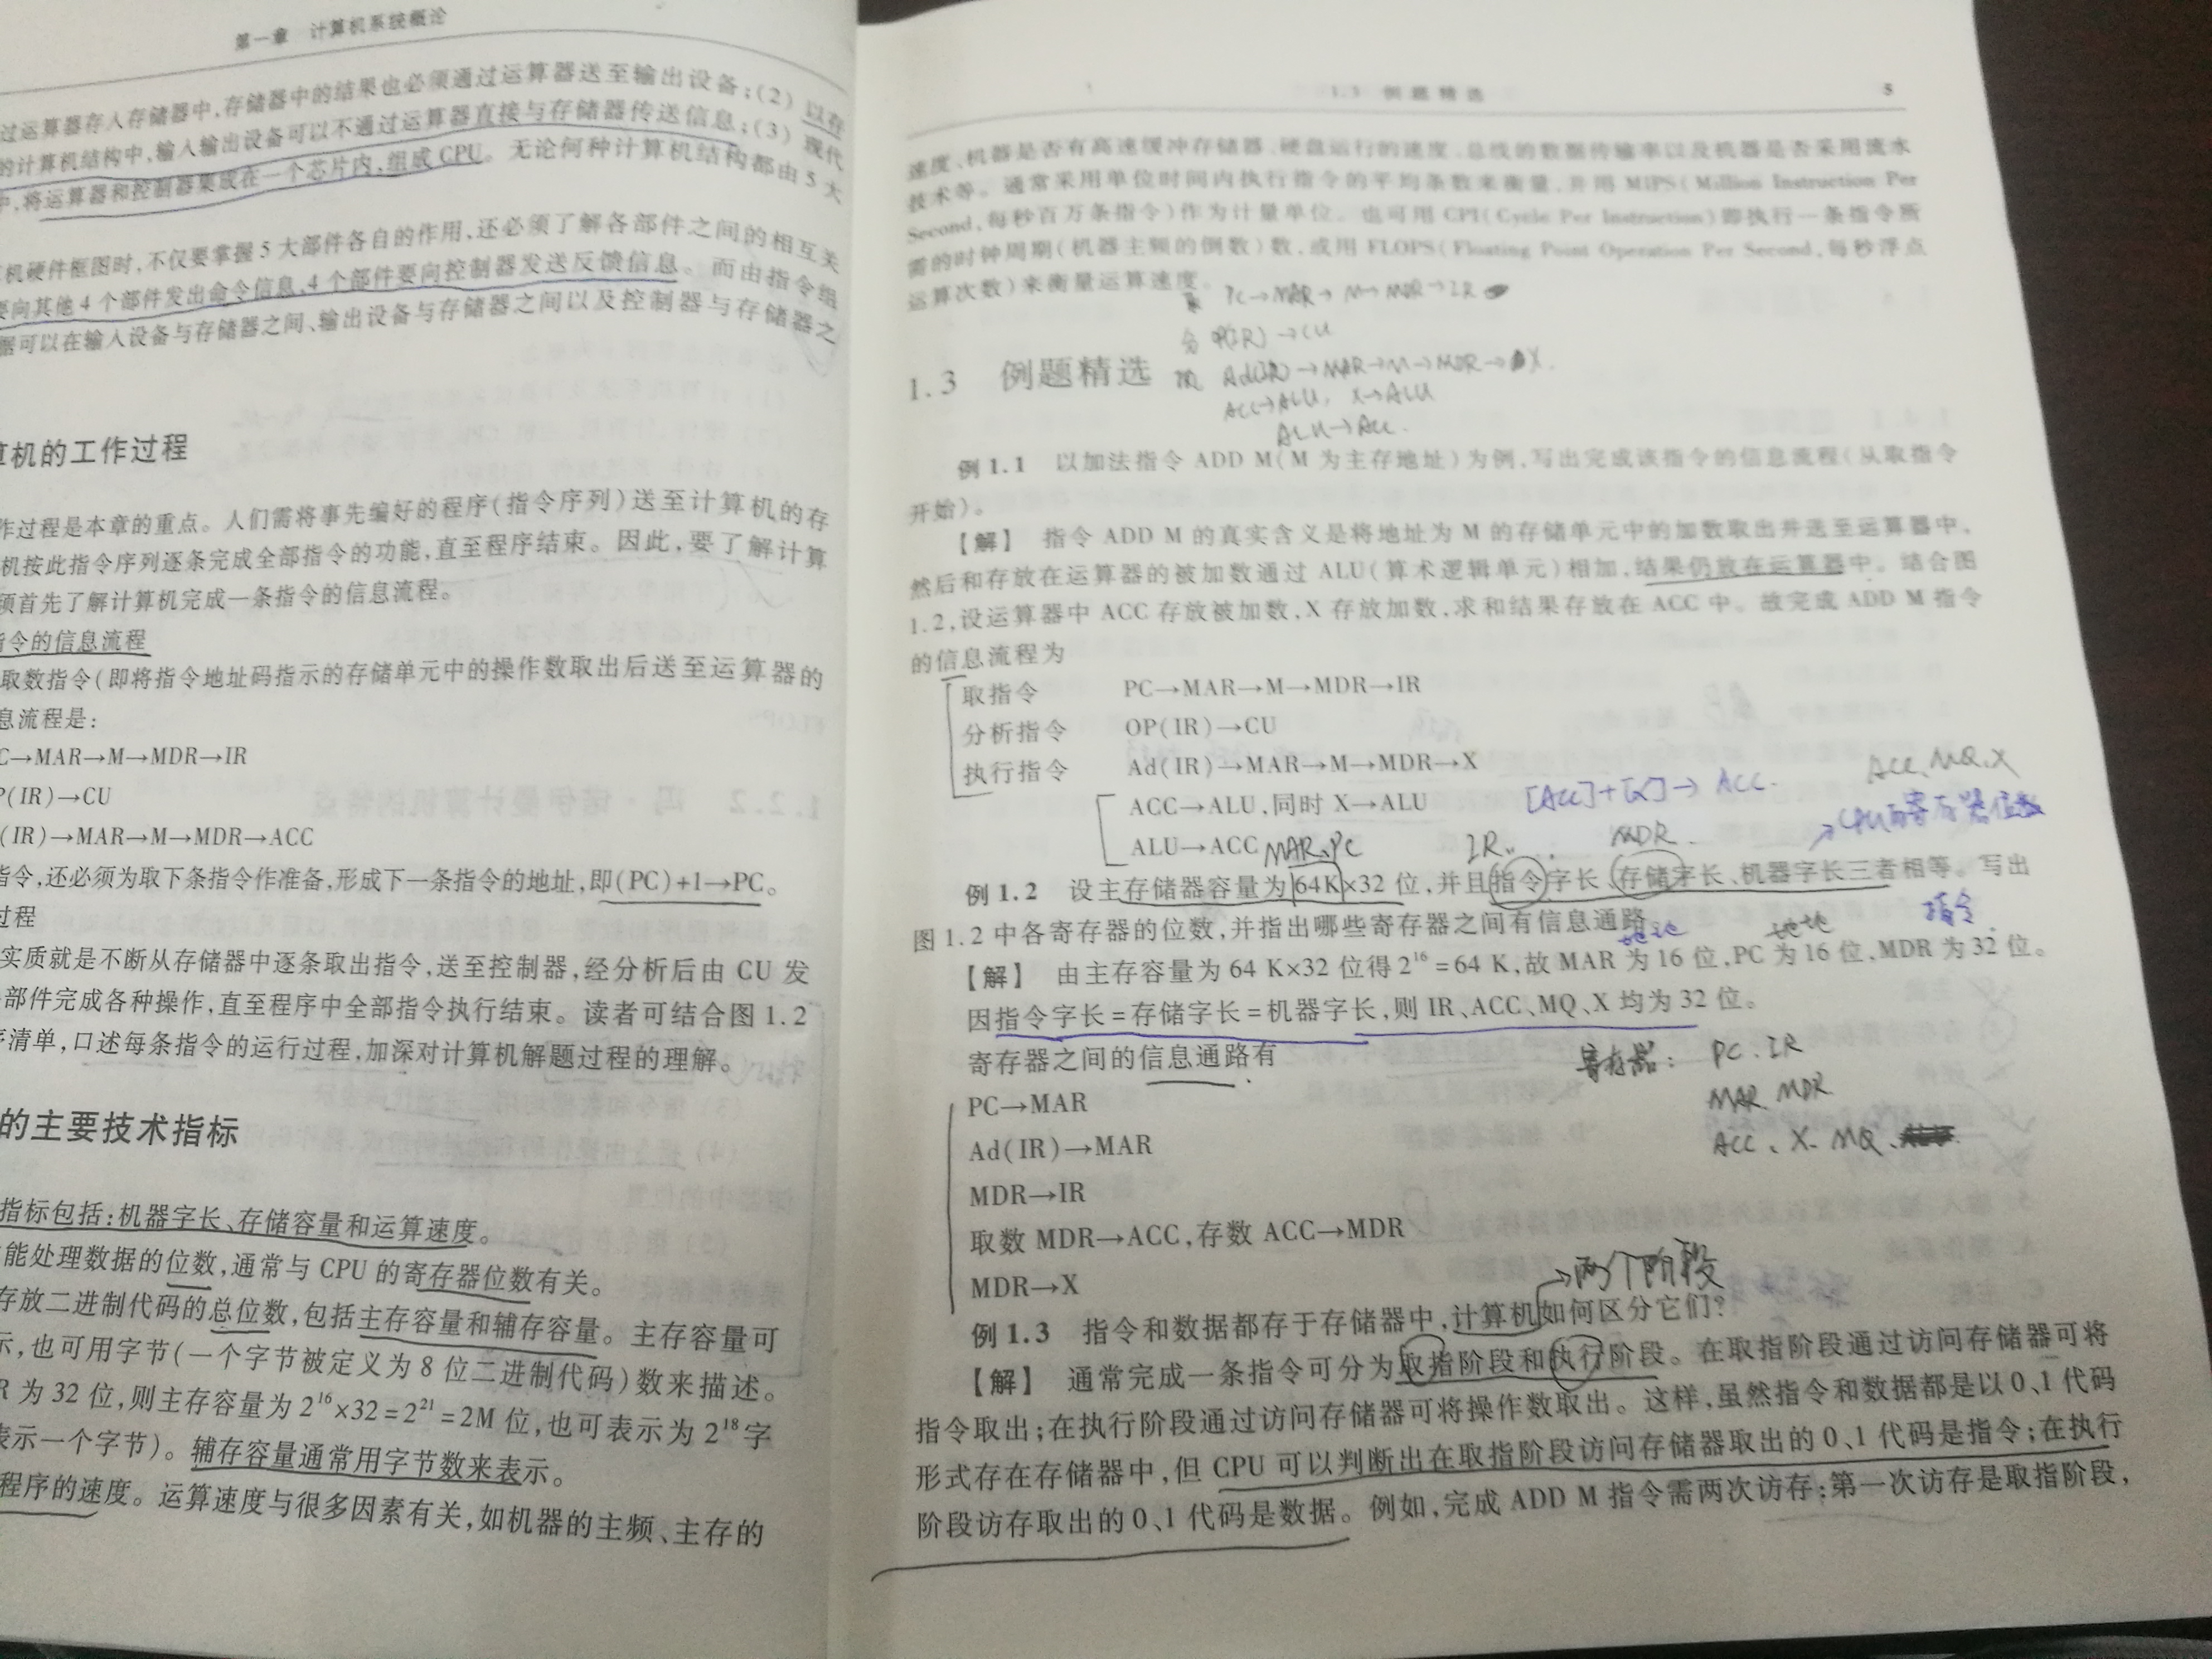 第一章 计算机系统概论
过运算器存入存储器中,存储器中的结果也必须通过运算器送至输出设备;(2) 以存
的计算机结构中,输入输出设备可以不通过运算器直接与存储器传送信息;(3) 现代
中,将运算器和控制器集成在一个芯片内,组成 CPU。无论何种计算机结构都由 5 大
机硬件框图时,不仅要掌握 5 大部件各自的作用,还必须了解各部件之间的相互关
要向其他 4 个部件发出命令信息,4 个部件要向控制器发送反馈信息。而由指令组
据可以在输入设备与存储器之间、输出设备与存储器之间以及控制器与存储器之
算机的工作过程
作过程是本章的重点。人们需将事先编好的程序(指令序列)送至计算机的存
机按此指令序列逐条完成全部指令的功能,直至程序结束。因此,要了解计算
须首先了解计算机完成一条指令的信息流程。
指令的信息流程
取数指令(即将指令地址码指示的存储单元中的操作数取出后送至运算器的
息流程是:
C→MAR→M→MDR→IR
P(IR)→CU
(IR)→MAR→M→MDR→ACC
指令,还必须为取下条指令作准备,形成下一条指令的地址,即(PC)+1→PC。
过程
实质就是不断从存储器中逐条取出指令,送至控制器,经分析后由 CU 发
部件完成各种操作,直至程序中全部指令执行结束。读者可结合图 1.2
序清单,口述每条指令的运行过程,加深对计算机解题过程的理解。
的主要技术指标
指标包括:机器字长、存储容量和运算速度。
能处理数据的位数,通常与 CPU 的寄存器位数有关。
存放二进制代码的总位数,包括主存容量和辅存容量。主存容量可
示,也可用字节(一个字节被定义为 8 位二进制代码)数来描述。
R 为 32 位,则主存容量为 2¹⁶×32=2²¹=2M 位,也可表示为 2¹⁸字
表示一个字节)。辅存容量通常用字节数来表示。
程序的速度。运算速度与很多因素有关,如机器的主频、主存的
1.3 例题精选 5
速度、机器是否有高速缓冲存储器、硬盘运行的速度、总线的数据传输率以及机器是否采用流水
技术等。通常采用单位时间内执行指令的平均条数来衡量,并用 MIPS(Million Instruction Per
Second,每秒百万条指令)作为计量单位。也可用 CPI(Cycle Per Instruction)即执行一条指令所
需的时钟周期(机器主频的倒数)数,或用 FLOPS(Floating Point Operation Per Second,每秒浮点
运算次数)来衡量运算速度。
PC→MAR→M→MDR→IR
OP(IR)→CU
1.3 例题精选
Ad(IR)→MAR→M→MDR→X.
ACC→ALU, X→ALU
ALU→ACC.
例 1.1 以加法指令 ADD M(M 为主存地址)为例,写出完成该指令的信息流程(从取指令
开始)。
【解】 指令 ADD M 的真实含义是将地址为 M 的存储单元中的加数取出并送至运算器中,
然后和存放在运算器的被加数通过 ALU(算术逻辑单元)相加,结果仍放在运算器中。结合图
1.2,设运算器中 ACC 存放被加数,X 存放加数,求和结果存放在 ACC 中。故完成 ADD M 指令
的信息流程为
取指令 PC→MAR→M→MDR→IR
分析指令 OP(IR)→CU
执行指令 Ad(IR)→MAR→M→MDR→X
ACC→ALU,同时 X→ALU
[ACC]+[X]→ACC.
ACC、MQ、X
→CPU的寄存器位数
ALU→ACC
MAR、PC
IR
MDR
例 1.2 设主存储器容量为 64K×32 位,并且指令字长、存储字长、机器字长三者相等。写出
图 1.2 中各寄存器的位数,并指出哪些寄存器之间有信息通路。
地址
地址
指令
【解】 由主存容量为 64 K×32 位得 2¹⁶=64 K,故 MAR 为 16 位,PC 为 16 位,MDR 为 32 位。
因指令字长=存储字长=机器字长,则 IR、ACC、MQ、X 均为 32 位。
寄存器之间的信息通路有
寄存器: PC、IR
MAR、MDR
ACC、X、MQ、
PC→MAR
Ad(IR)→MAR
MDR→IR
取数 MDR→ACC,存数 ACC→MDR
MDR→X
→两个阶段
例 1.3 指令和数据都存于存储器中,计算机如何区分它们?
【解】 通常完成一条指令可分为取指阶段和执行阶段。在取指阶段通过访问存储器可将
指令取出;在执行阶段通过访问存储器可将操作数取出。这样,虽然指令和数据都是以 0、1 代码
形式存在存储器中,但 CPU 可以判断出在取指阶段访问存储器取出的 0、1 代码是指令;在执行
阶段访存取出的 0、1 代码是数据。例如,完成 ADD M 指令需两次访存:第一次访存是取指阶段,